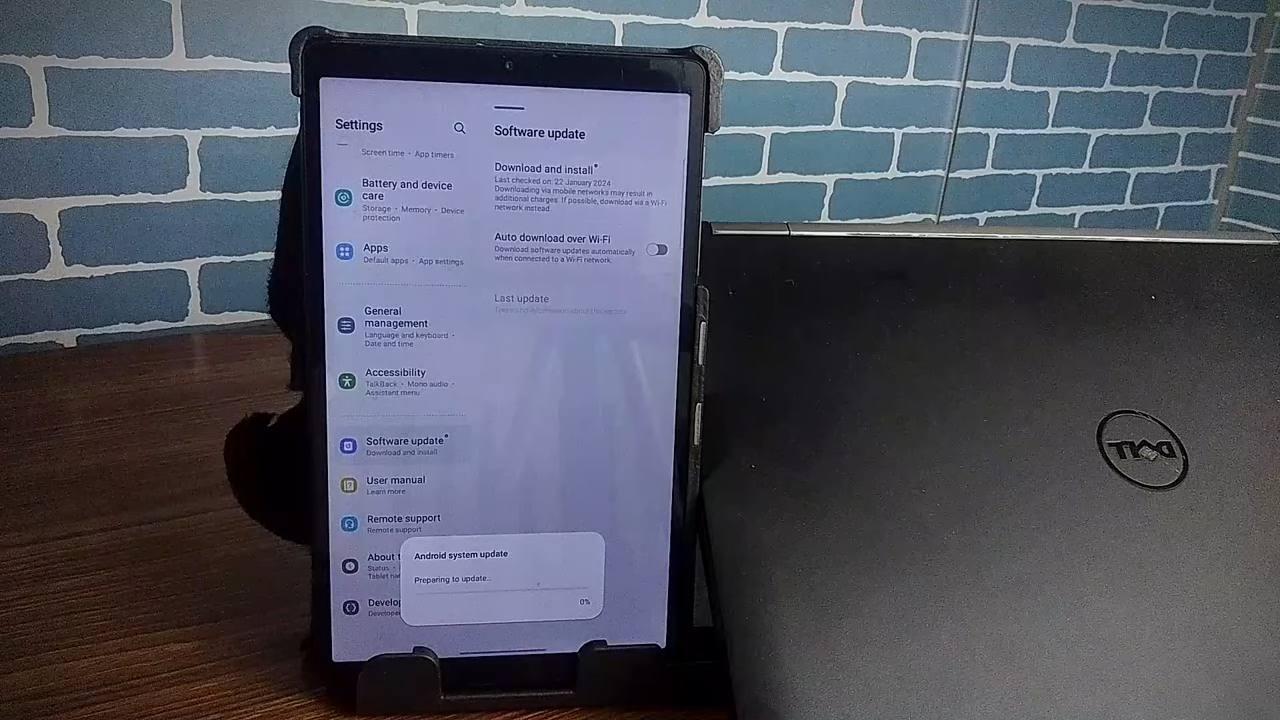 Settings
Screen time • App timers
Battery and device
care
Storage • Memory • Device
protection
Apps
Default apps • App settings
General
management
Language and keyboard •
Date and time
Accessibility
TalkBack • Mono audio •
Assistant menu
Software update
Download and install
User manual
Learn more
Remote support
Remote support
About t
Status •
Tablet na
Develop
Develope
Software update
Download and install
Last checked on: 22 January 2024
Downloading via mobile networks may result in
additional charges. If possible, download via a Wi-Fi
network instead.
Auto download over Wi-Fi
Download software updates automatically
when connected to a Wi-Fi network.
Last update
information about the
Android system update
Preparing to update..
0%
DELL